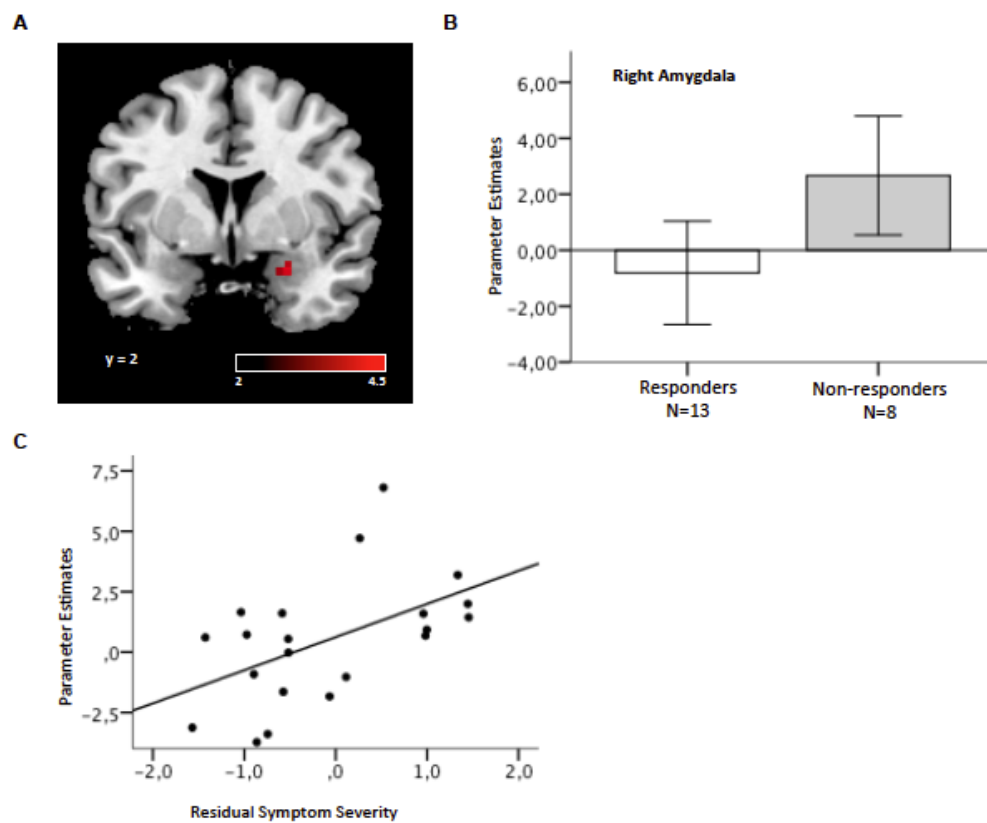 A
y = 2
2
4.5
B
Right Amygdala
Parameter Estimates
6,00
4,00
2,00
0,00
−2,00
−4,00
Responders
N=13
Non-responders
N=8
C
Parameter Estimates
7,5
5,0
2,5
,0
−2,5
−2,0
−1,0
,0
1,0
2,0
Residual Symptom Severity